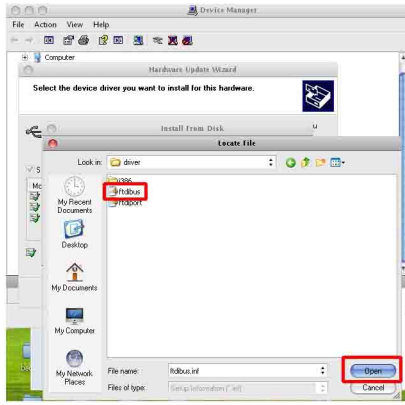 Device Manager
File Action View Help
Computer
Hardware Update Wizard
Select the device driver you want to install for this hardware.
Install From Disk
Locate File
Look in: driver
i386
ftdibus
ftdiport
My Recent
Documents
Desktop
My Documents
My Computer
My Network
Places
File name: ftdibus.inf
Open
Files of type: Setup Information (*.inf)
Cancel